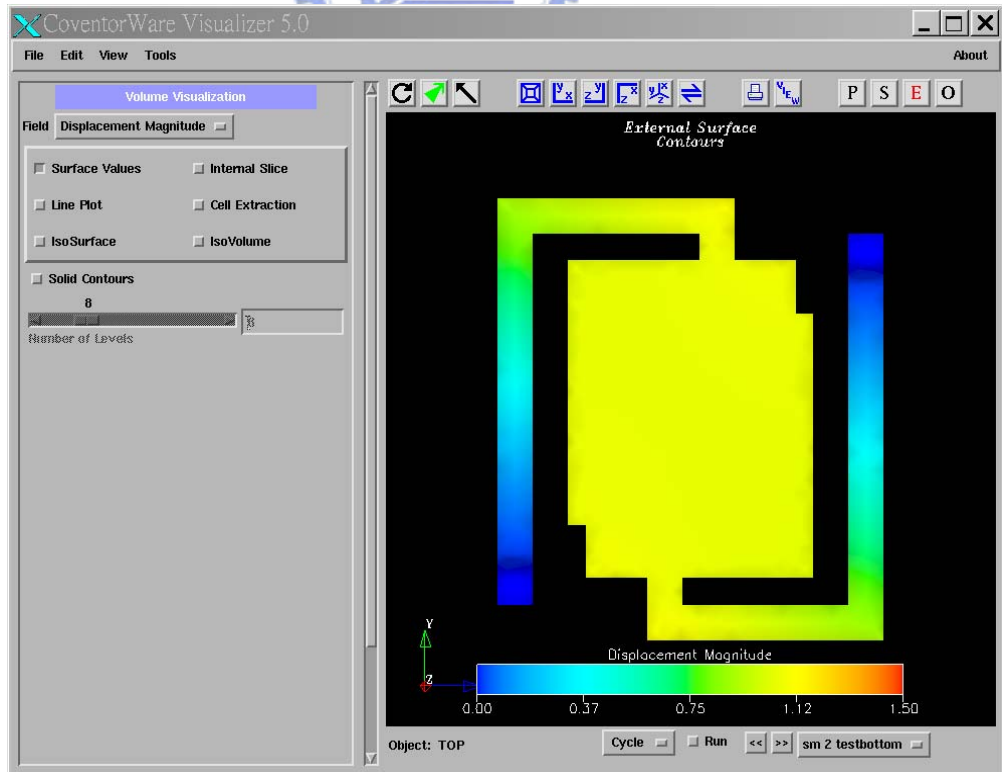 CoventorWare Visualizer 5.0
File Edit View Tools About
Volume Visualization
Field Displacement Magnitude
Surface Values Internal Slice
Line Plot Cell Extraction
IsoSurface IsoVolume
Solid Contours
8
8
Number of Levels
y x z y z x y x z VIEW P S E O
External Surface
Contours
Y
Z
Displacement Magnitude
0.00 0.37 0.75 1.12 1.50
Object: TOP Cycle Run << >> sm 2 testbottom